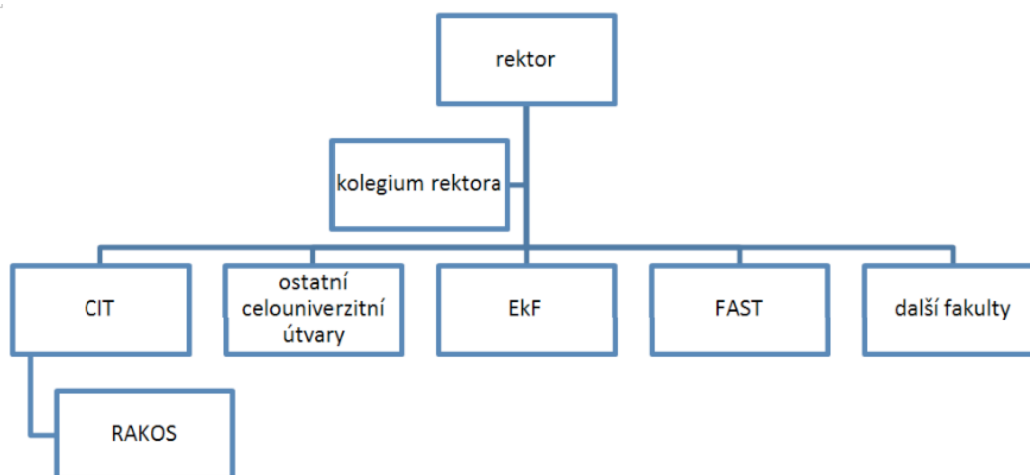 rektor
kolegium rektora
CIT
ostatní
celouniverzitní
útvary
EkF
FAST
další fakulty
RAKOS